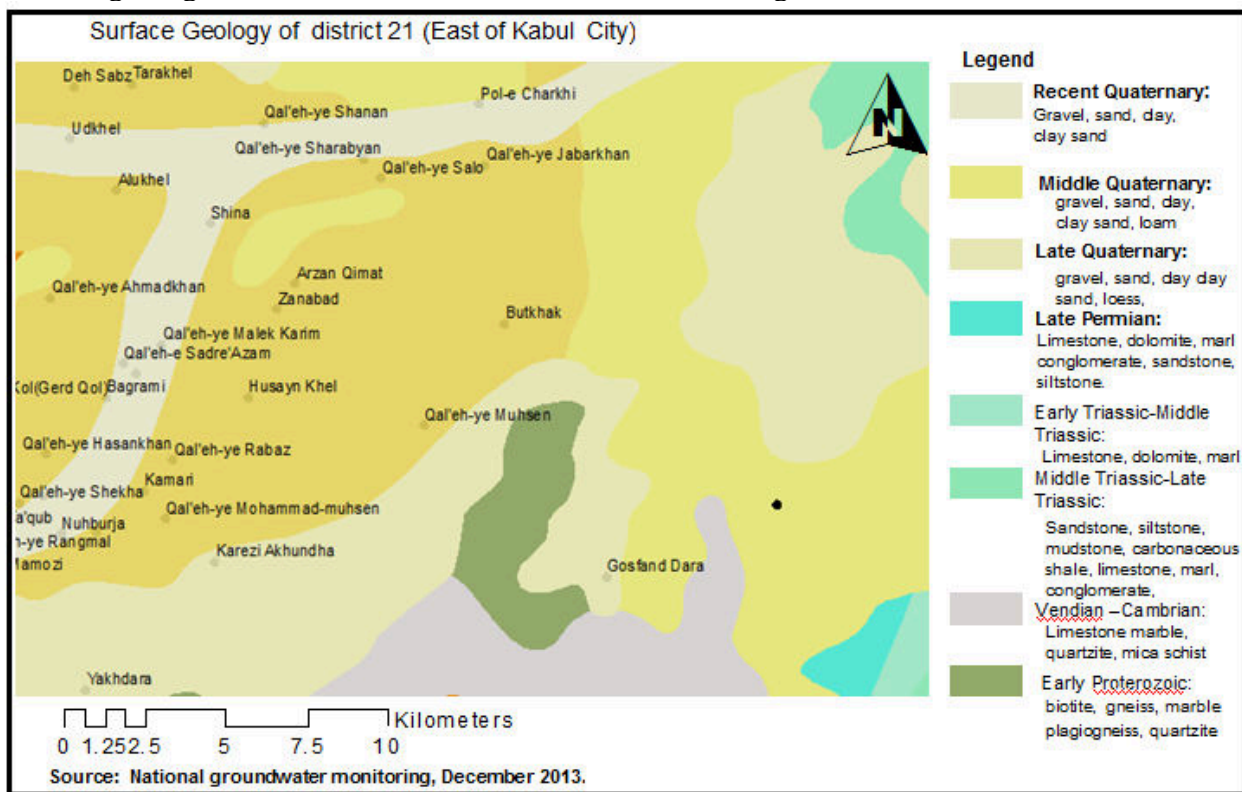 Surface Geology of district 21 (East of Kabul City)
Deh Sabz
Tarakhel
Pol-e Charkhi
Qal'eh-ye Shanan
Udkhel
Qal'eh-ye Sharabyan
Qal'eh-ye Jabarkhan
Qal'eh-ye Salo
Alukhel
Shina
Arzan Qimat
Qal'eh-ye Ahmadkhan
Zanabad
Butkhak
Qal'eh-ye Malek Karim
Qal'eh-e Sadre'Azam
Kol(Gerd Qol)
Bagrami
Husayn Khel
Qal'eh-ye Muhsen
Qal'eh-ye Hasankhan
Qal'eh-ye Rabaz
Kamari
Qal'eh-ye Shekha
Qal'eh-ye Mohammad-muhsen
a'qub
Nuhburja
h-ye Rangmal
Karezi Akhundha
Mamozi
Gosfand Dara
Yakhdara
N
Kilometers
0 1.25 2.5 5 7.5 10
Source: National groundwater monitoring, December 2013.
Legend
Recent Quaternary:
Gravel, sand, clay,
clay sand
Middle Quaternary:
gravel, sand, clay,
clay sand, loam
Late Quaternary:
gravel, sand, clay clay
sand, loess,
Late Permian:
Limestone, dolomite, marl
conglomerate, sandstone,
siltstone.
Early Triassic-Middle
Triassic:
Limestone, dolomite, marl
Middle Triassic-Late
Triassic:
Sandstone, siltstone,
mudstone, carbonaceous
shale, limestone, marl,
conglomerate,
Vendian –Cambrian:
Limestone marble,
quartzite, mica schist
Early Proterozoic:
biotite, gneiss, marble
plagiogneiss, quartzite